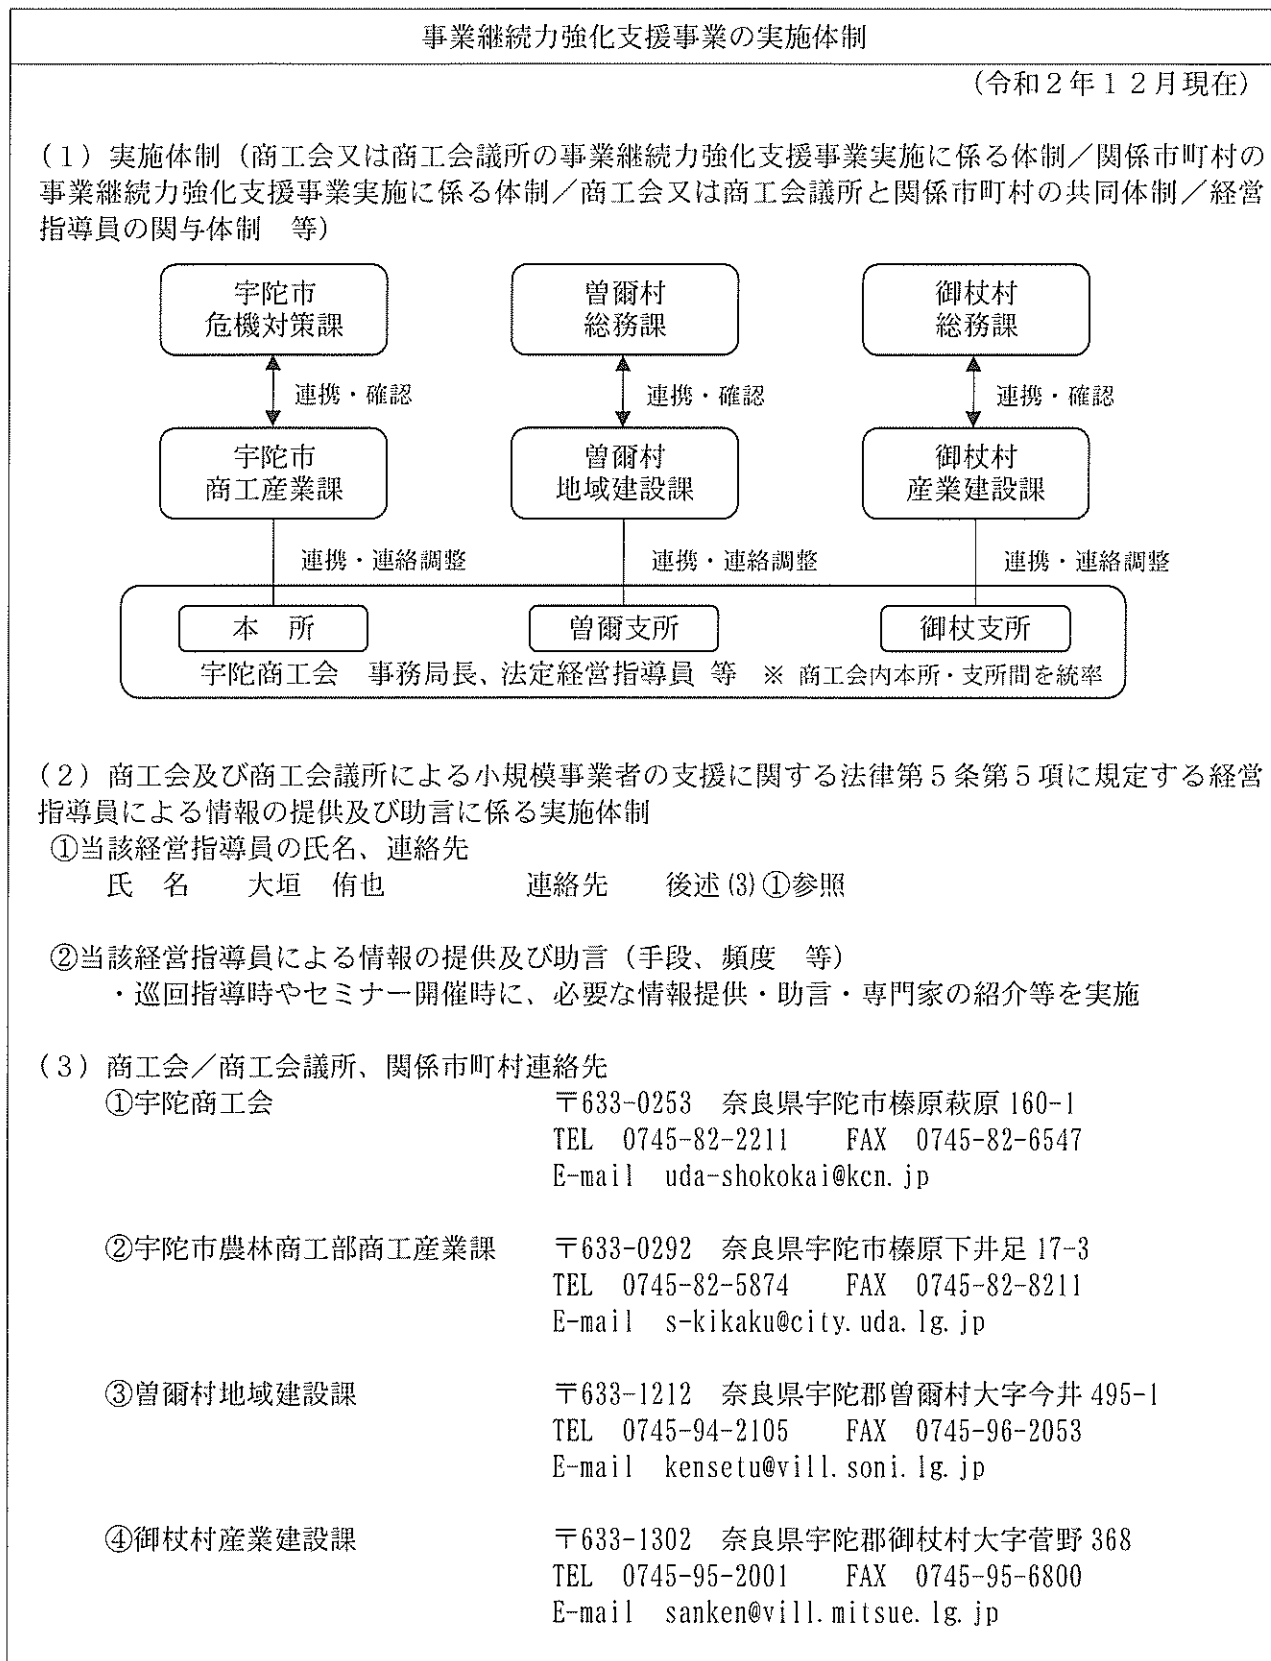 事業継続力強化支援事業の実施体制
（令和２年１２月現在）
（１）実施体制（商工会又は商工会議所の事業継続力強化支援事業実施に係る体制／関係市町村の
事業継続力強化支援事業実施に係る体制／商工会又は商工会議所と関係市町村の共同体制／経営
指導員の関与体制　等）
宇陀市
危機対策課
曽爾村
総務課
御杖村
総務課
連携・確認
連携・確認
連携・確認
宇陀市
商工産業課
曽爾村
地域建設課
御杖村
産業建設課
連携・連絡調整
連携・連絡調整
連携・連絡調整
本　所
曽爾支所
御杖支所
宇陀商工会　事務局長、法定経営指導員 等　※ 商工会内本所・支所間を統率
（２）商工会及び商工会議所による小規模事業者の支援に関する法律第５条第５項に規定する経営
指導員による情報の提供及び助言に係る実施体制
①当該経営指導員の氏名、連絡先
氏　名　　大垣　侑也　　　　　連絡先　　後述(3)①参照
②当該経営指導員による情報の提供及び助言（手段、頻度　等）
・巡回指導時やセミナー開催時に、必要な情報提供・助言・専門家の紹介等を実施
（３）商工会／商工会議所、関係市町村連絡先
①宇陀商工会　〒633-0253　奈良県宇陀市榛原萩原 160-1
TEL　0745-82-2211　　FAX　0745-82-6547
E-mail　uda-shokokai@kcn.jp
②宇陀市農林商工部商工産業課　〒633-0292　奈良県宇陀市榛原下井足 17-3
TEL　0745-82-5874　　FAX　0745-82-8211
E-mail　s-kikaku@city.uda.lg.jp
③曽爾村地域建設課　〒633-1212　奈良県宇陀郡曽爾村大字今井 495-1
TEL　0745-94-2105　　FAX　0745-96-2053
E-mail　kensetu@vill.soni.lg.jp
④御杖村産業建設課　〒633-1302　奈良県宇陀郡御杖村大字菅野 368
TEL　0745-95-2001　　FAX　0745-95-6800
E-mail　sanken@vill.mitsue.lg.jp